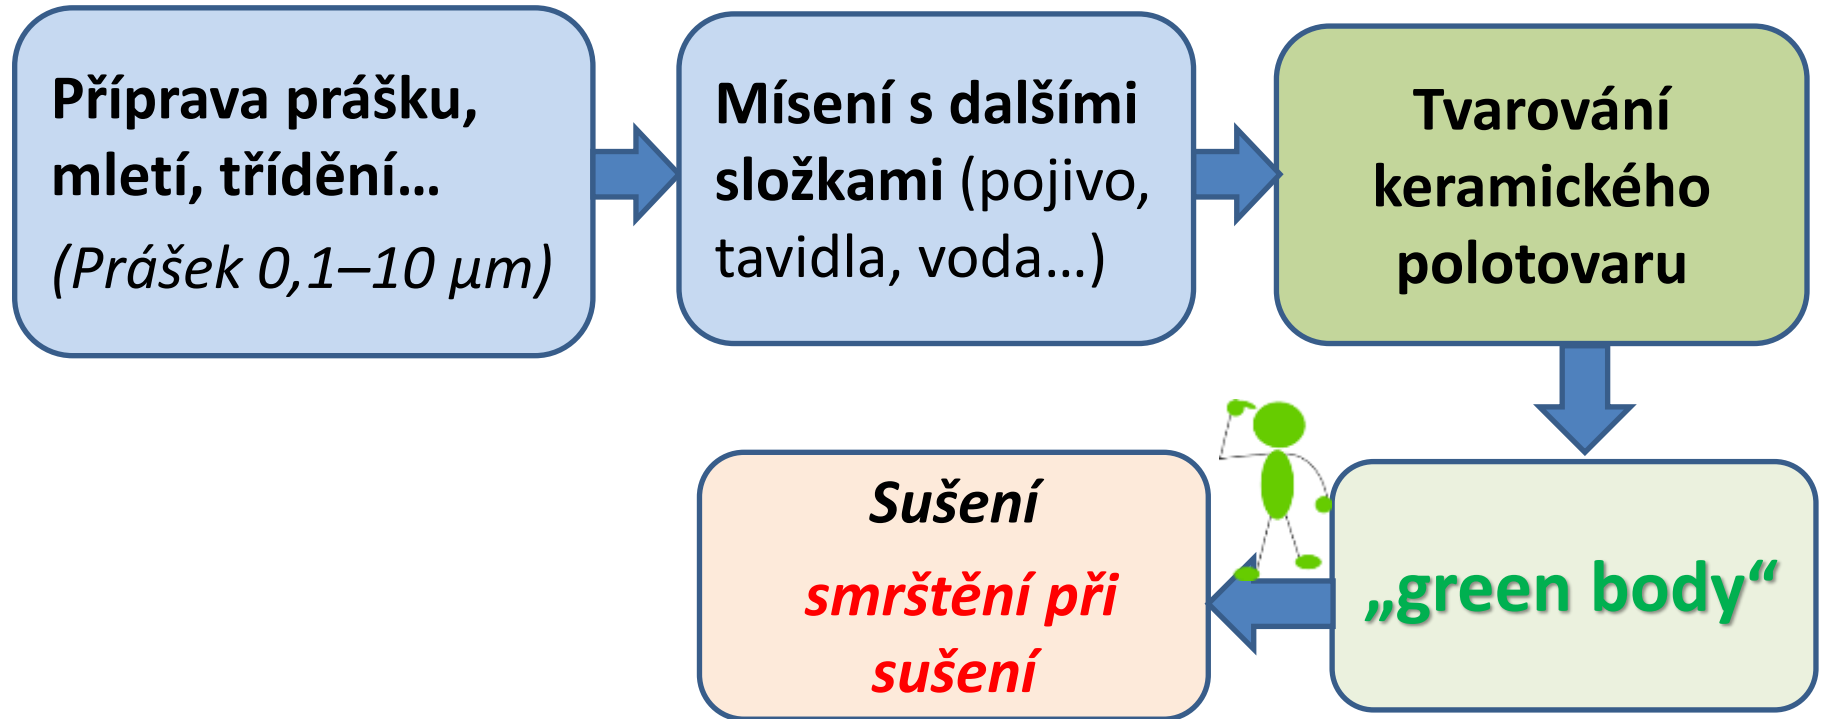 Příprava prášku,
mletí, třídění…
(Prášek 0,1–10 µm)
Mísení s dalšími
složkami (pojivo,
tavidla, voda…)
Tvarování
keramického
polotovaru
„green body“
Sušení
smrštění při
sušení